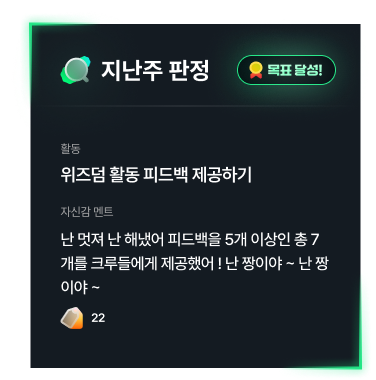 지난주 판정
목표 달성!
활동
위즈덤 활동 피드백 제공하기
자신감 멘트
난 멋져 난 해냈어 피드백을 5개 이상인 총 7
개를 크루들에게 제공했어 ! 난 짱이야 ~ 난 짱
이야 ~
22